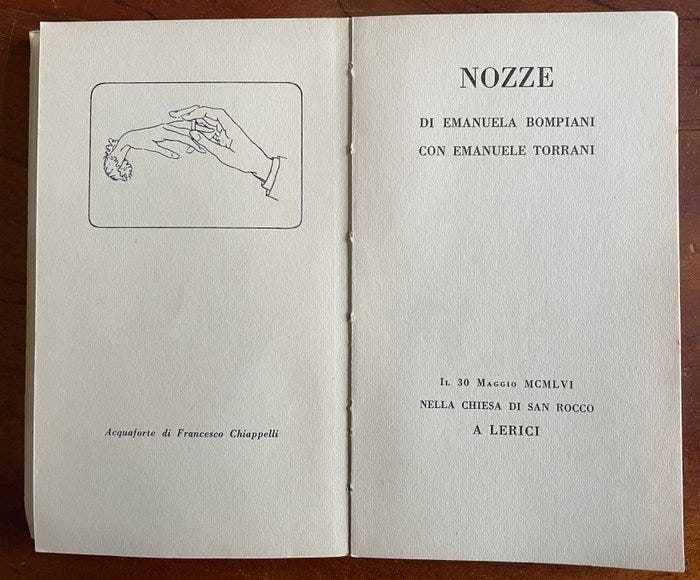 Acquaforte di Francesco Chiappelli
NOZZE
DI EMANUELA BOMPIANI
CON EMANUELE TORRANI
Il 30 Maggio MCMLVI
NELLA CHIESA DI SAN ROCCO
A LERICI